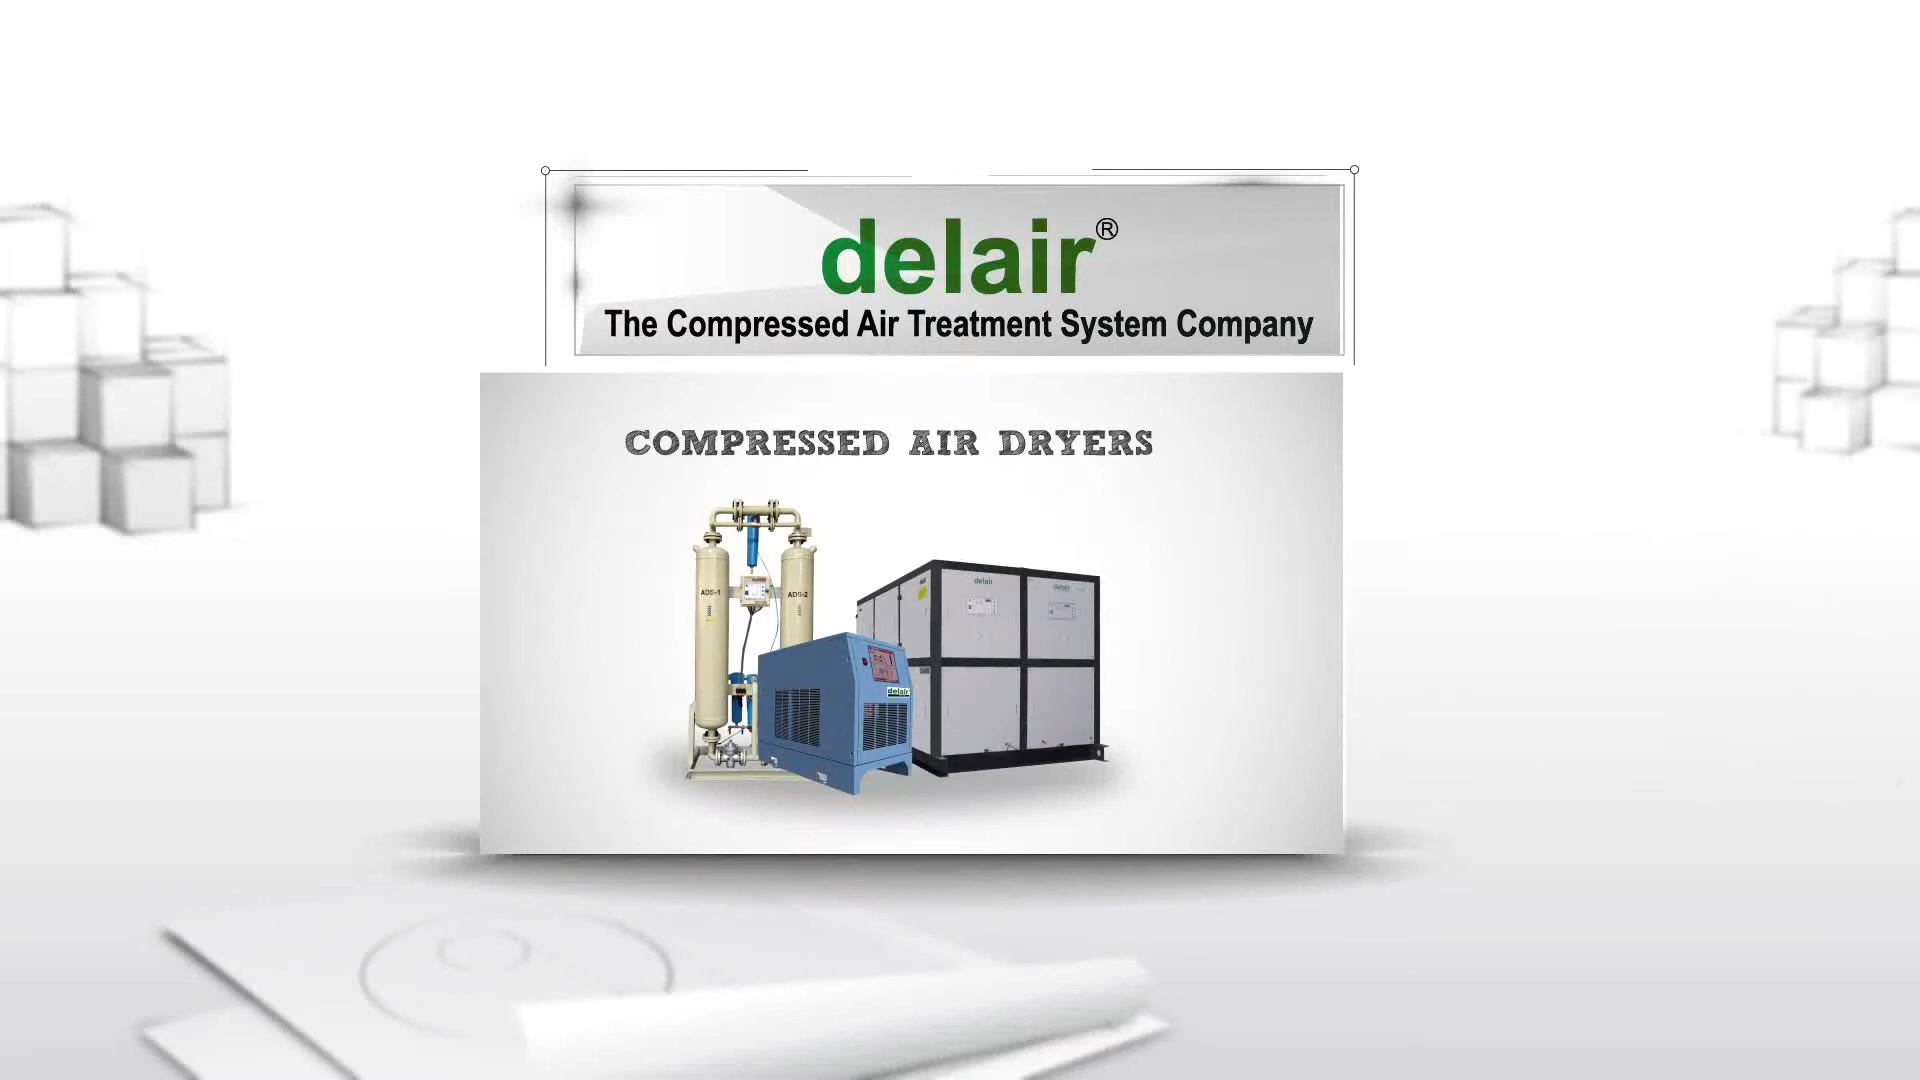 delair®
The Compressed Air Treatment System Company
COMPRESSED AIR DRYERS
ADS-1
ADS-2
delair
delair
delair